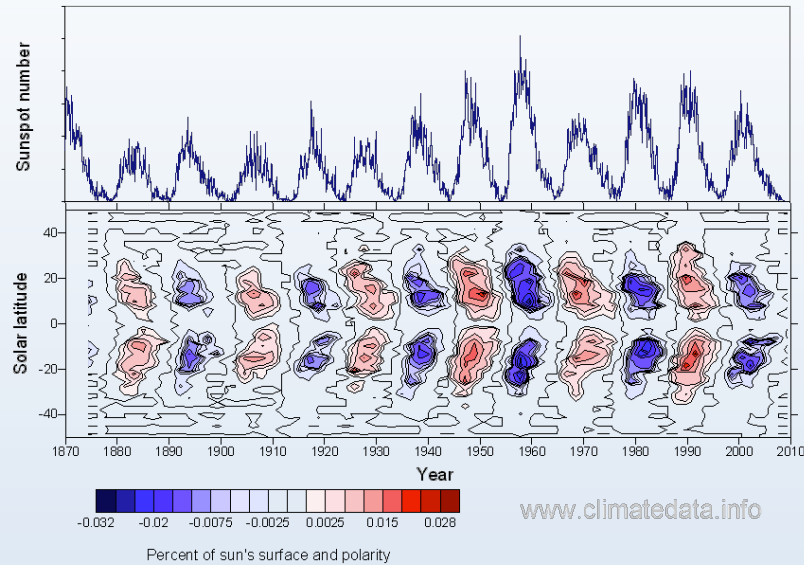 Sunspot number
Solar latitude
40
20
0
-20
-40
1870 1880 1890 1900 1910 1920 1930 1940 1950 1960 1970 1980 1990 2000 2010
Year
-0.032 -0.02 -0.0075 -0.0025 0.0025 0.015 0.028
www.climatedata.info
Percent of sun's surface and polarity